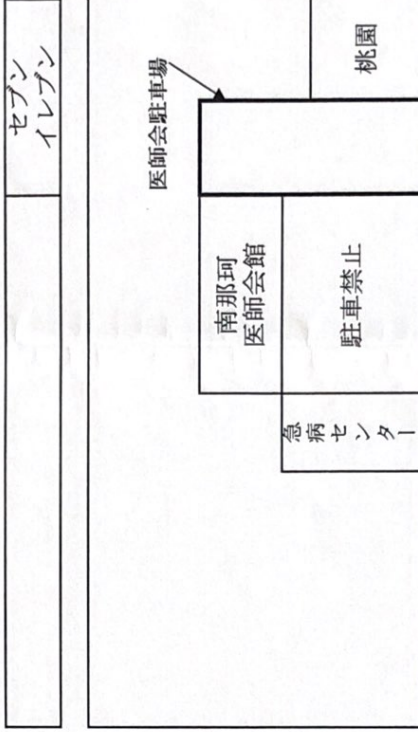 セブン
イレブン
医師会駐車場
桃園
南那珂
医師会館
駐車禁止
急病センター